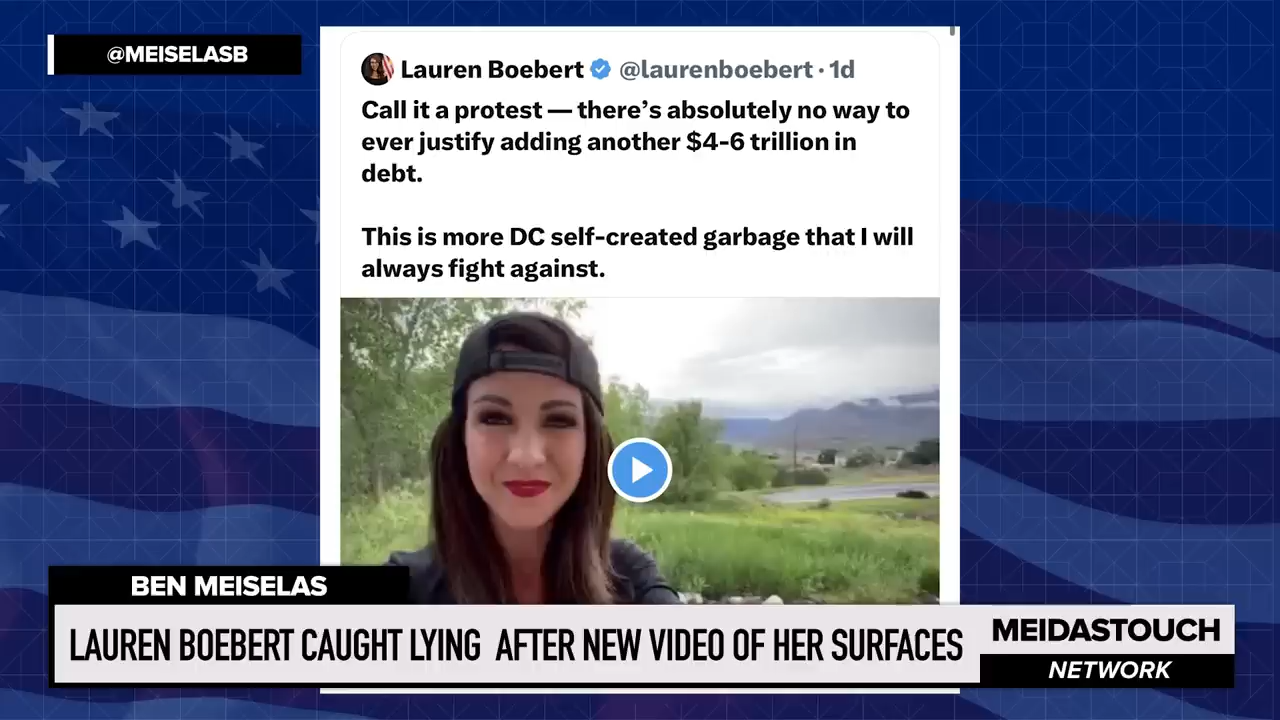 @MEISELASB
Lauren Boebert @laurenboebert · 1d
Call it a protest — there’s absolutely no way to
ever justify adding another $4-6 trillion in
debt.
This is more DC self-created garbage that I will
always fight against.
BEN MEISELAS
LAUREN BOEBERT CAUGHT LYING AFTER NEW VIDEO OF HER SURFACES
MEIDASTOUCH
NETWORK